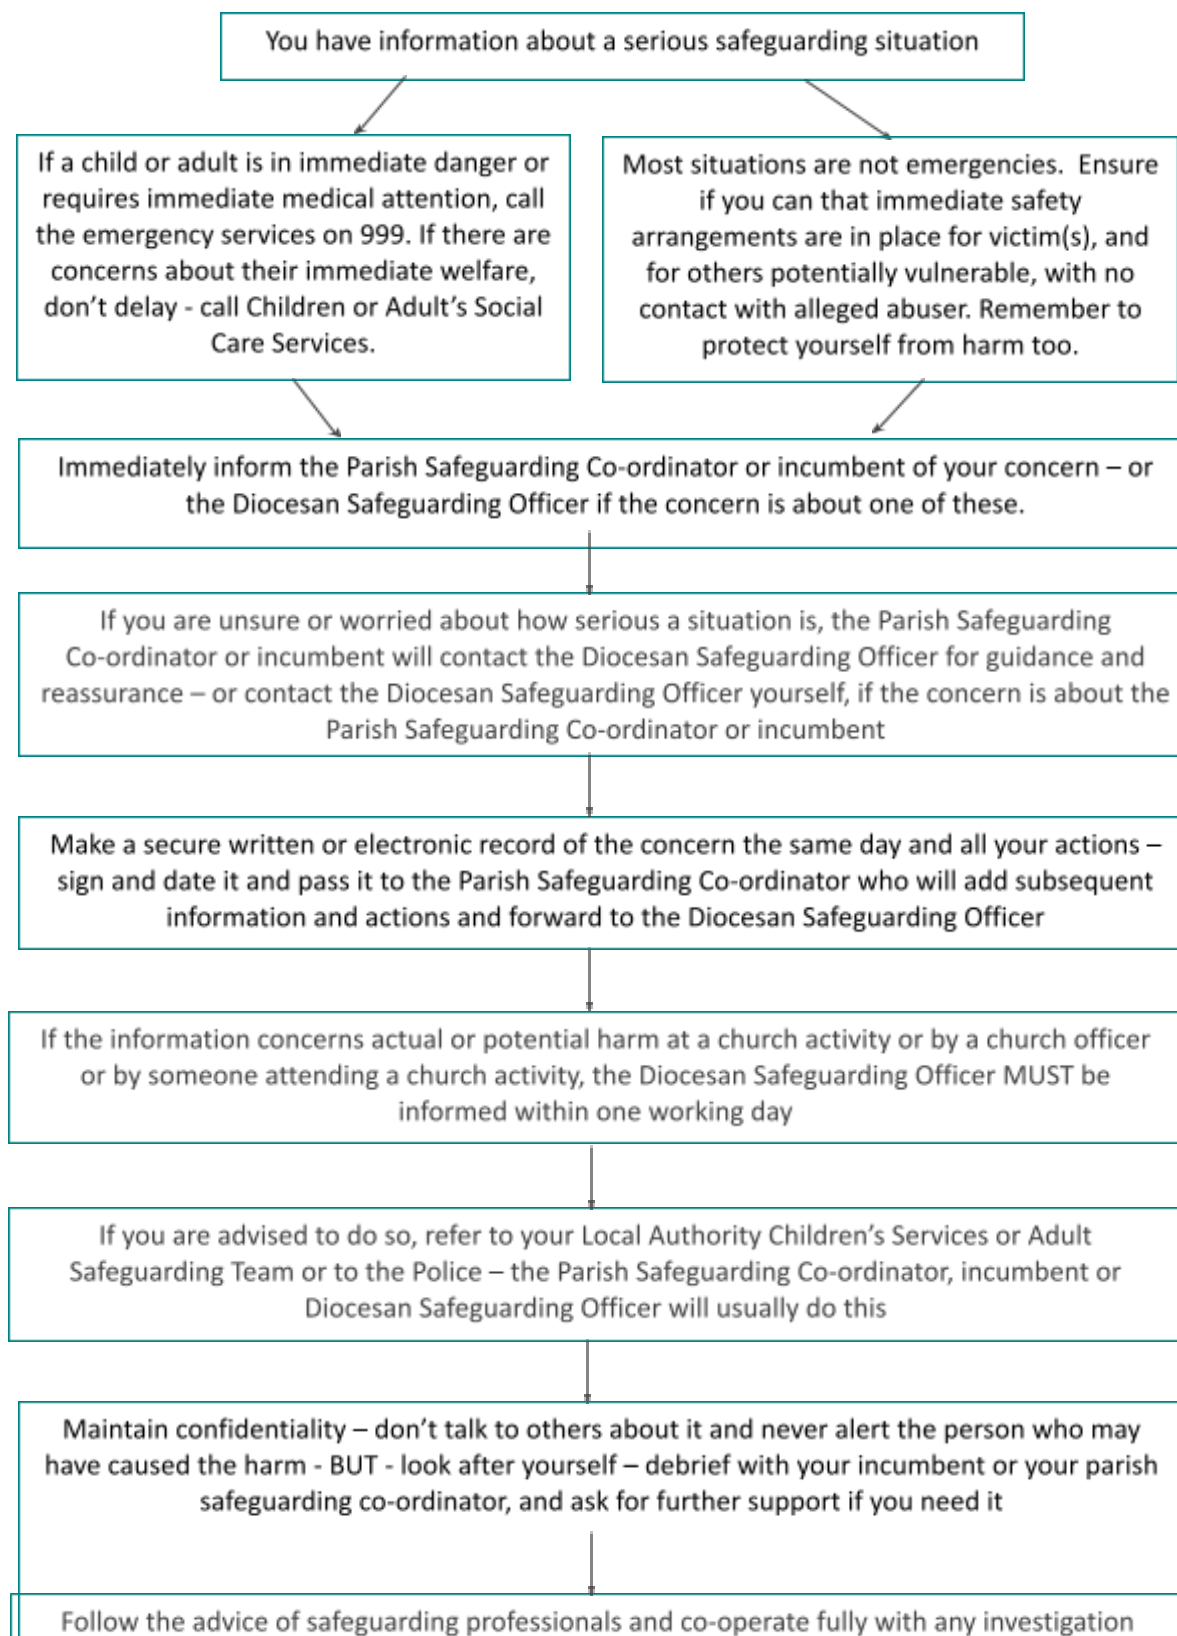 You have information about a serious safeguarding situation
If a child or adult is in immediate danger or
requires immediate medical attention, call
the emergency services on 999. If there are
concerns about their immediate welfare,
don’t delay - call Children or Adult’s Social
Care Services.
Most situations are not emergencies.  Ensure
if you can that immediate safety
arrangements are in place for victim(s), and
for others potentially vulnerable, with no
contact with alleged abuser. Remember to
protect yourself from harm too.
Immediately inform the Parish Safeguarding Co-ordinator or incumbent of your concern – or
the Diocesan Safeguarding Officer if the concern is about one of these.
If you are unsure or worried about how serious a situation is, the Parish Safeguarding
Co-ordinator or incumbent will contact the Diocesan Safeguarding Officer for guidance and
reassurance – or contact the Diocesan Safeguarding Officer yourself, if the concern is about the
Parish Safeguarding Co-ordinator or incumbent
Make a secure written or electronic record of the concern the same day and all your actions –
sign and date it and pass it to the Parish Safeguarding Co-ordinator who will add subsequent
information and actions and forward to the Diocesan Safeguarding Officer
If the information concerns actual or potential harm at a church activity or by a church officer
or by someone attending a church activity, the Diocesan Safeguarding Officer MUST be
informed within one working day
If you are advised to do so, refer to your Local Authority Children’s Services or Adult
Safeguarding Team or to the Police – the Parish Safeguarding Co-ordinator, incumbent or
Diocesan Safeguarding Officer will usually do this
Maintain confidentiality – don’t talk to others about it and never alert the person who may
have caused the harm - BUT - look after yourself – debrief with your incumbent or your parish
safeguarding co-ordinator, and ask for further support if you need it
Follow the advice of safeguarding professionals and co-operate fully with any investigation